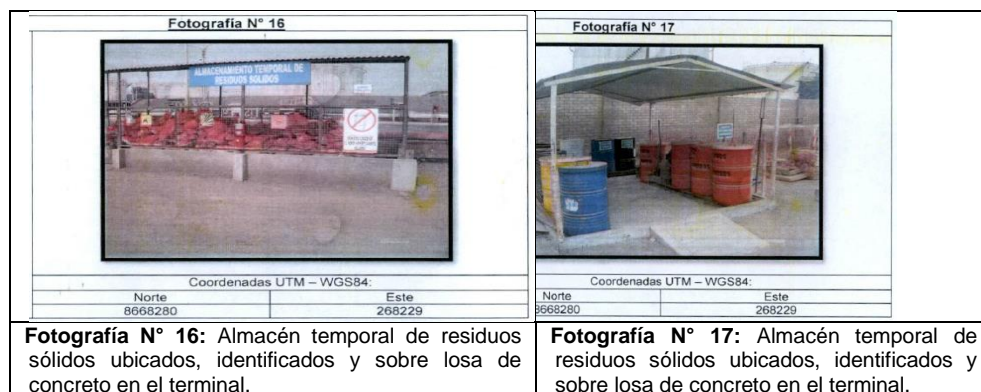 Fotografía N° 16
ALMACENAMIENTO TEMPORAL DE
RESIDUOS SOLIDOS
Coordenadas UTM – WGS84:
Norte Este
8668280 268229
Fotografía N° 16: Almacén temporal de residuos
sólidos ubicados, identificados y sobre losa de
concreto en el terminal.
Fotografía N° 17
Coordenadas UTM – WGS84:
Norte Este
8668280 268229
Fotografía N° 17: Almacén temporal de
residuos sólidos ubicados, identificados y
sobre losa de concreto en el terminal.